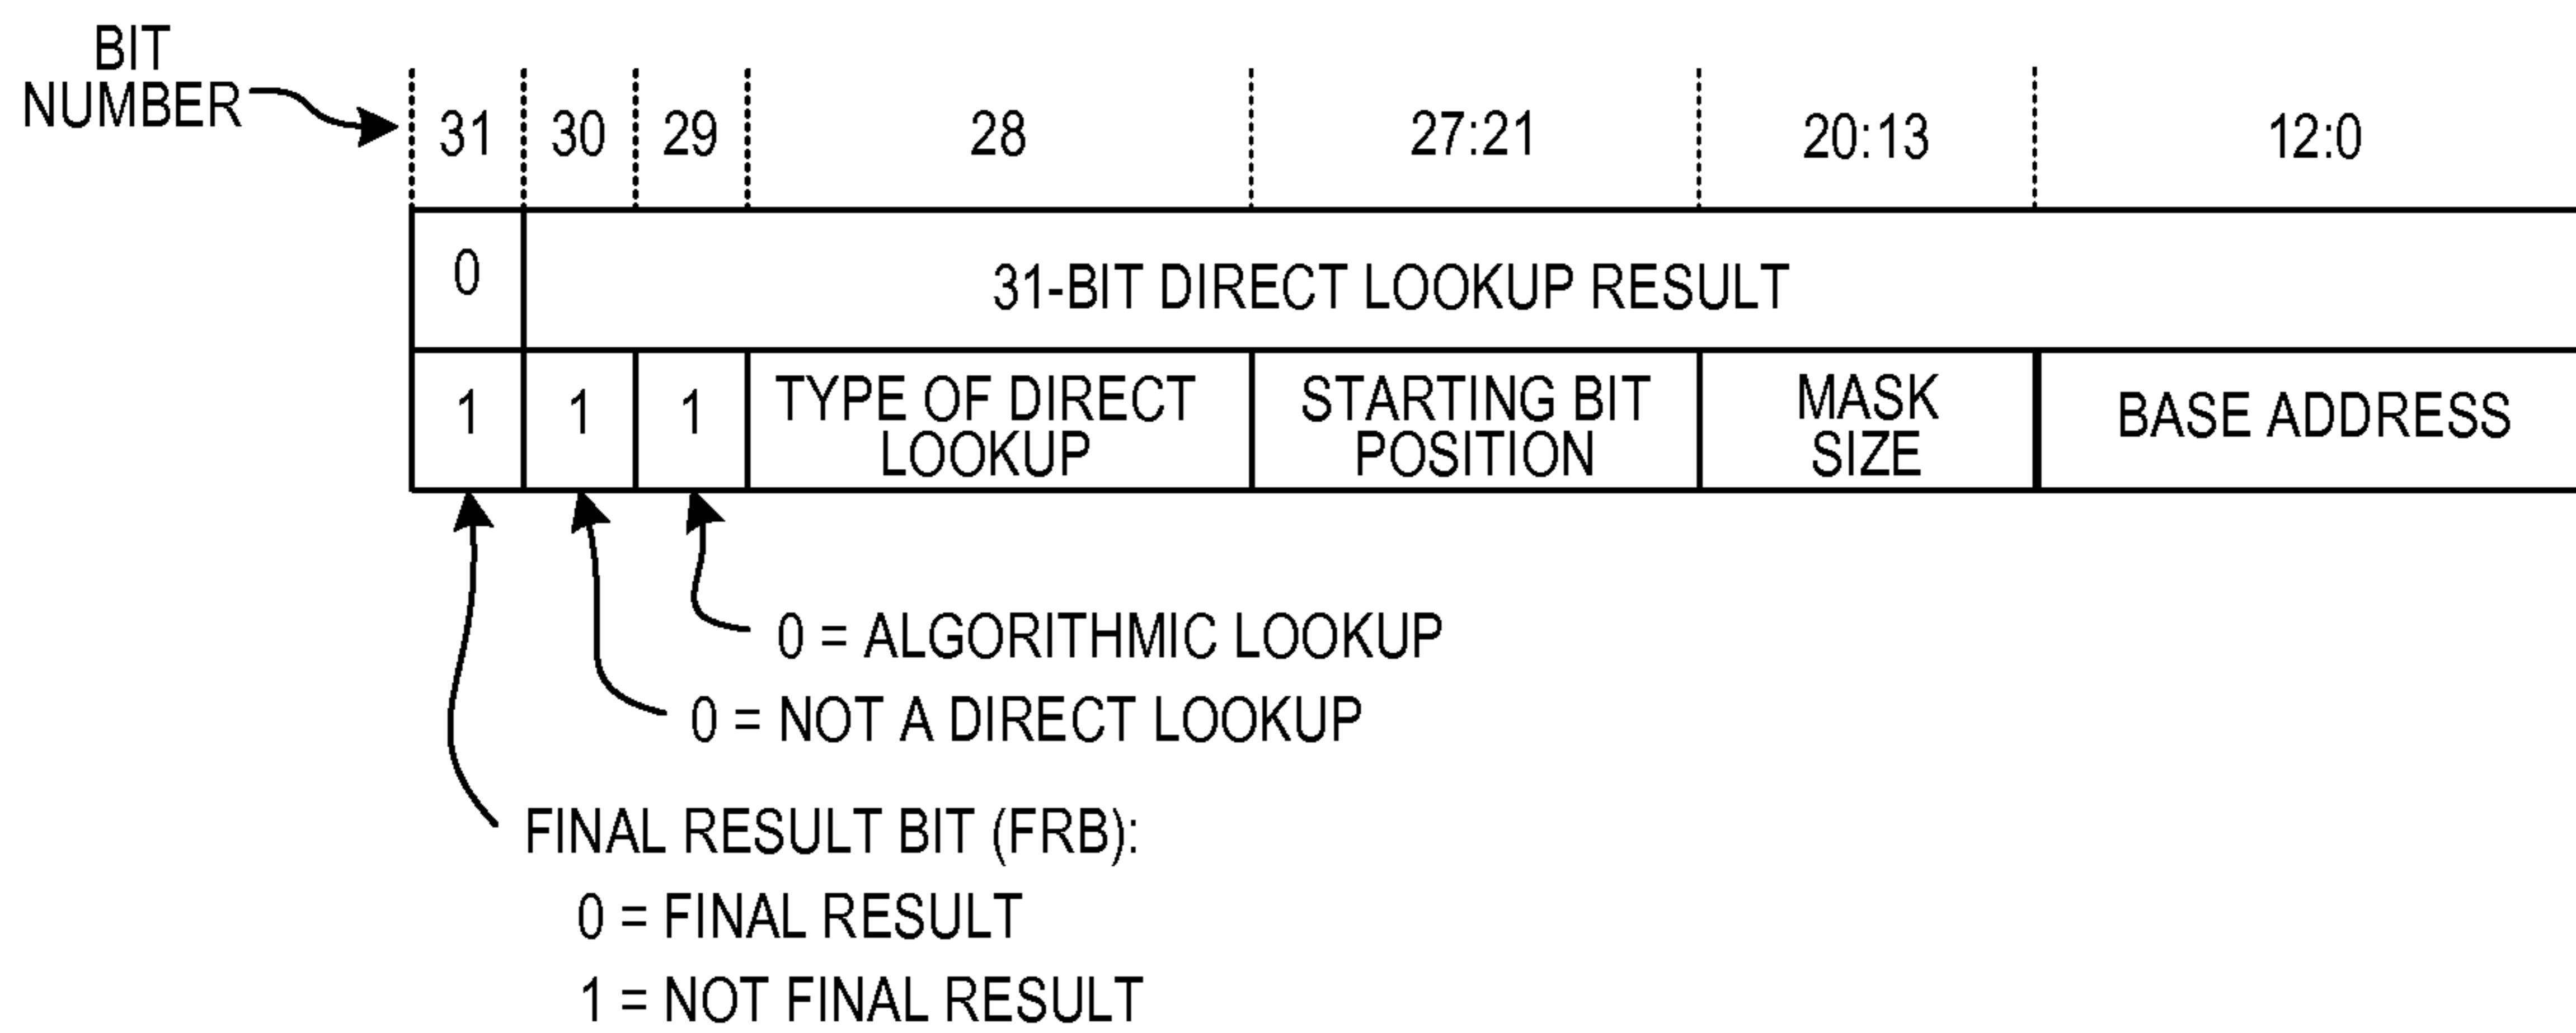 BIT
NUMBER
31 30 29 28 27:21 20:13 12:0
0 31-BIT DIRECT LOOKUP RESULT
1 1 1 TYPE OF DIRECT LOOKUP STARTING BIT POSITION MASK SIZE BASE ADDRESS
0 = ALGORITHMIC LOOKUP
0 = NOT A DIRECT LOOKUP
FINAL RESULT BIT (FRB):
0 = FINAL RESULT
1 = NOT FINAL RESULT